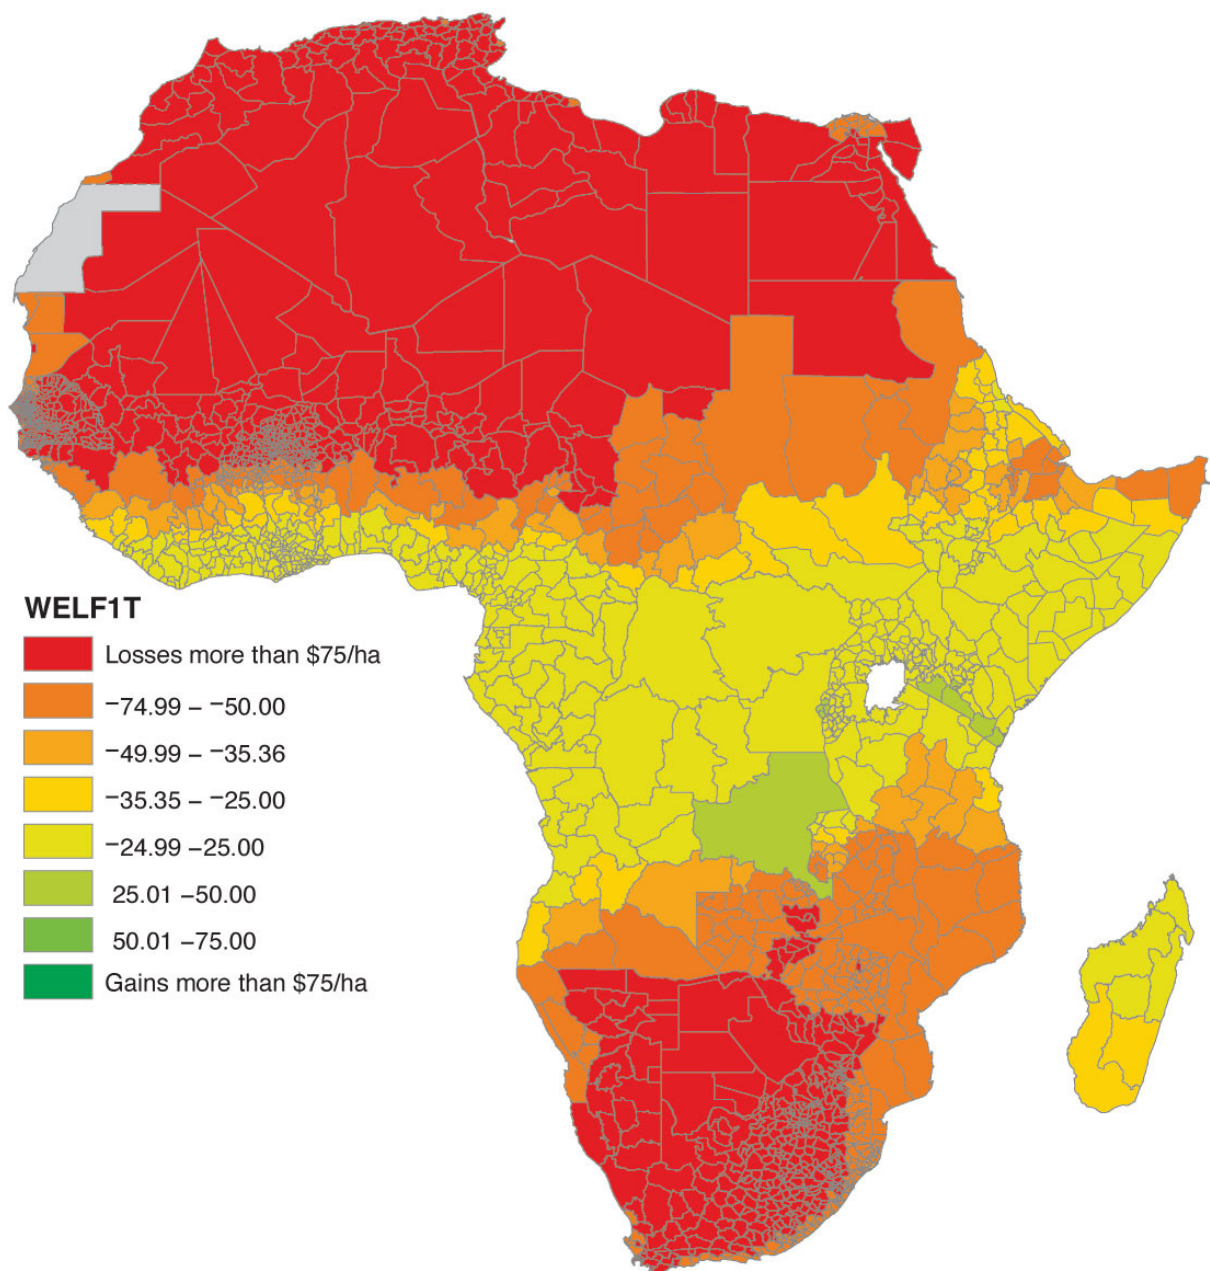 WELF1T
Losses more than $75/ha
−74.99 – −50.00
−49.99 – −35.36
−35.35 – −25.00
−24.99 –25.00
25.01 –50.00
50.01 –75.00
Gains more than $75/ha